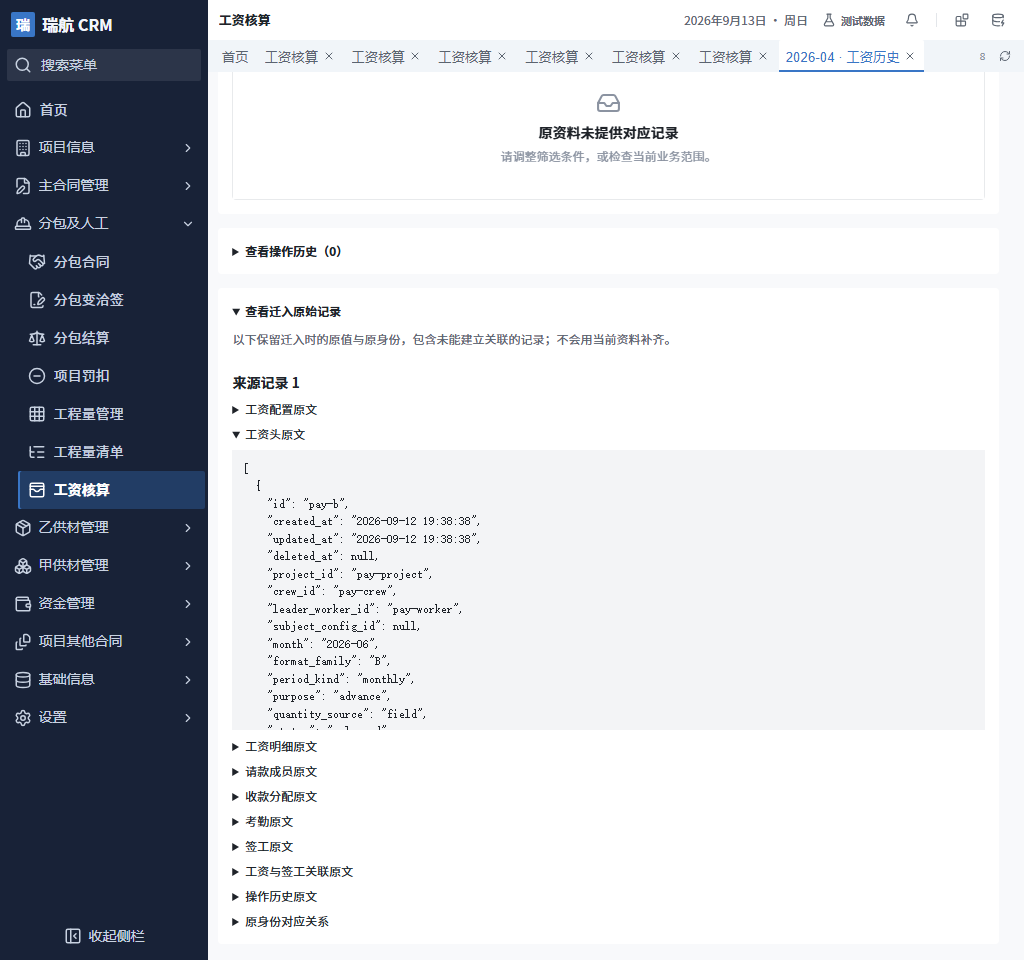 瑞 瑞航 CRM
搜索菜单
首页
项目信息
主合同管理
分包及人工
分包合同
分包变洽签
分包结算
项目罚扣
工程量管理
工程量清单
工资核算
乙供材管理
甲供材管理
资金管理
项目其他合同
基础信息
设置
收起侧栏
工资核算
2026年9月13日 · 周日 测试数据
首页 工资核算 × 工资核算 × 工资核算 × 工资核算 × 工资核算 × 工资核算 × 2026-04 · 工资历史 × 8
原资料未提供对应记录
请调整筛选条件，或检查当前业务范围。
▶ 查看操作历史（0）
▼ 查看迁入原始记录
以下保留迁入时的原值与原身份，包含未能建立关联的记录；不会用当前资料补齐。
来源记录 1
▶ 工资配置原文
▼ 工资头原文
[
{
"id": "pay-b",
"created_at": "2026-09-12 19:38:38",
"updated_at": "2026-09-12 19:38:38",
"deleted_at": null,
"project_id": "pay-project",
"crew_id": "pay-crew",
"leader_worker_id": "pay-worker",
"subject_config_id": null,
"month": "2026-06",
"format_family": "B",
"period_kind": "monthly",
"purpose": "advance",
"quantity_source": "field",
▶ 工资明细原文
▶ 请款成员原文
▶ 收款分配原文
▶ 考勤原文
▶ 签工原文
▶ 工资与签工关联原文
▶ 操作历史原文
▶ 原身份对应关系